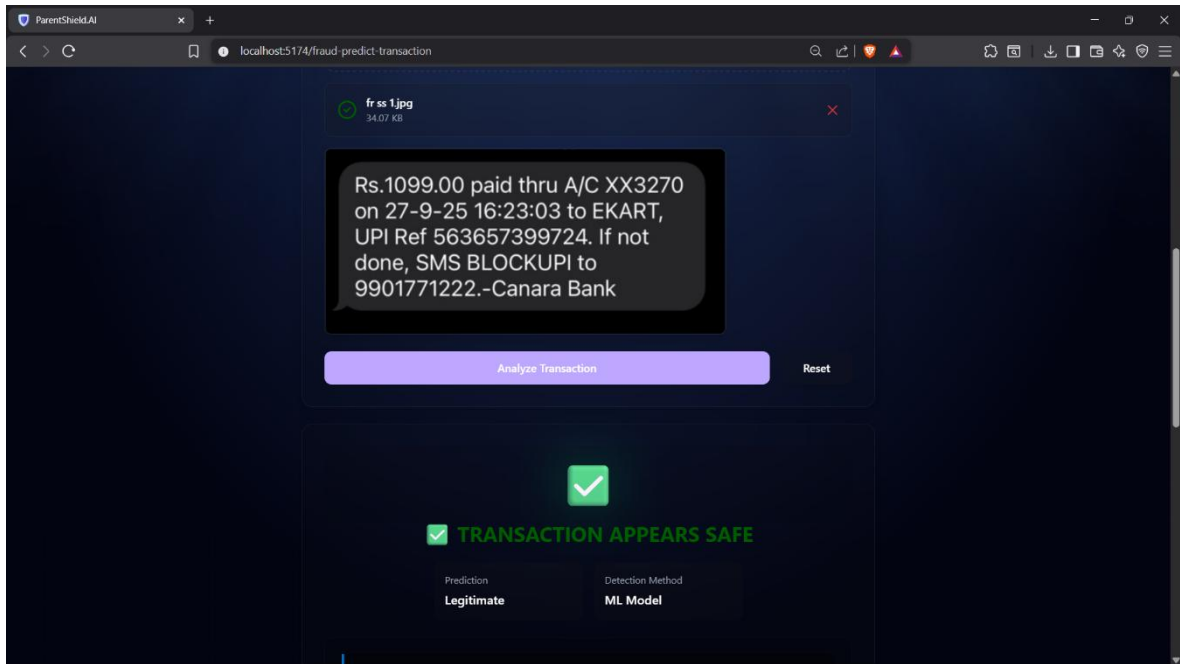 ParentShield.AI
localhost:5174/fraud-predict-transaction
fr ss 1.jpg
34.07 KB
Rs.1099.00 paid thru A/C XX3270
on 27-9-25 16:23:03 to EKART,
UPI Ref 563657399724. If not
done, SMS BLOCKUPI to
9901771222.-Canara Bank
Analyze Transaction
Reset
TRANSACTION APPEARS SAFE
Prediction
Legitimate
Detection Method
ML Model